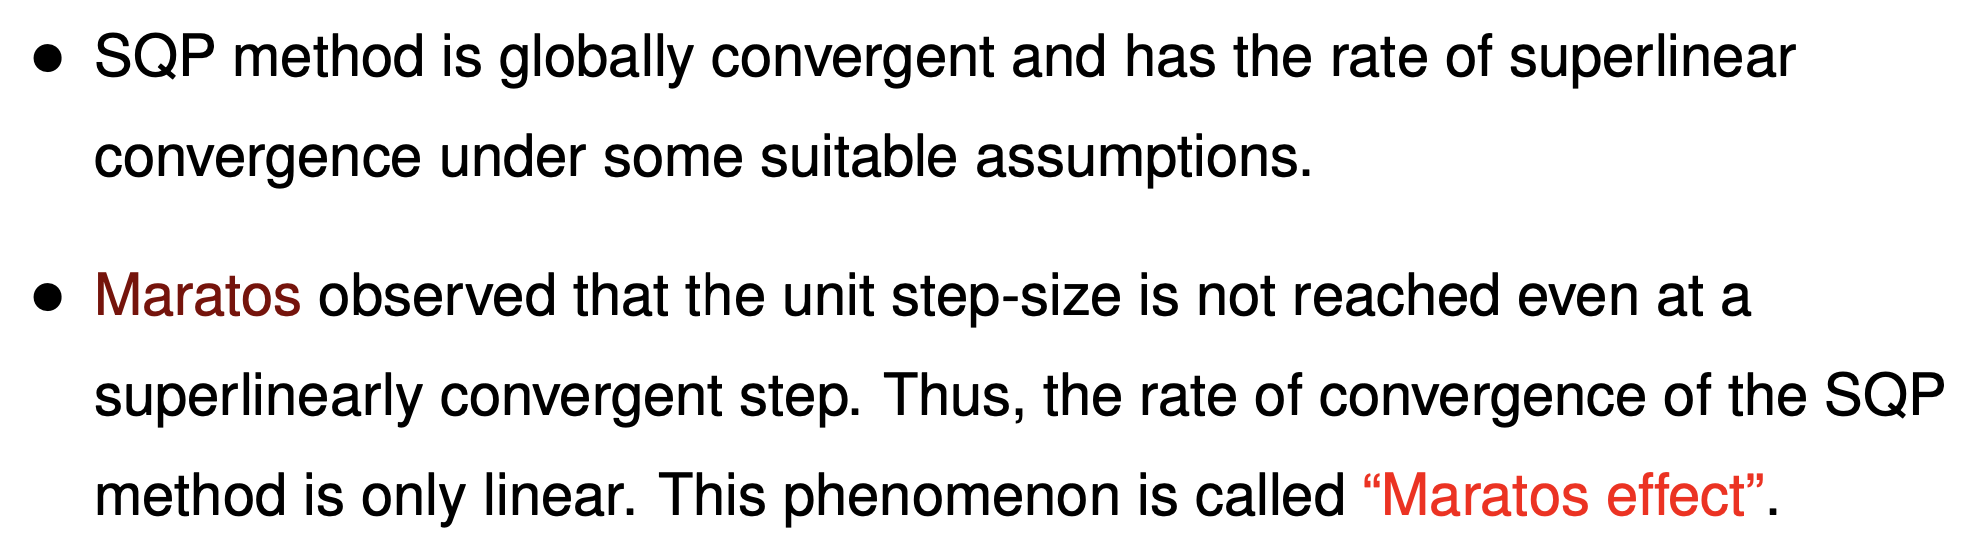 ● SQP method is globally convergent and has the rate of superlinear
convergence under some suitable assumptions.
● Maratos observed that the unit step-size is not reached even at a
superlinearly convergent step. Thus, the rate of convergence of the SQP
method is only linear. This phenomenon is called “Maratos effect”.